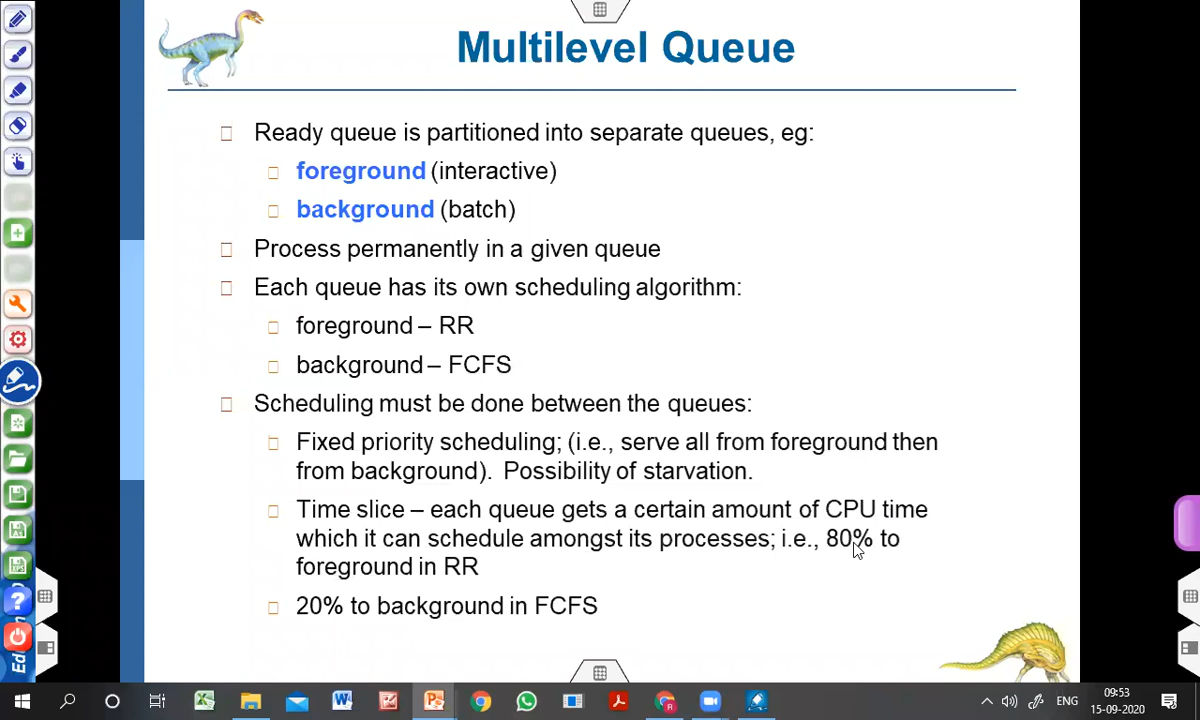 Multilevel Queue
Ready queue is partitioned into separate queues, eg:
foreground (interactive)
background (batch)
Process permanently in a given queue
Each queue has its own scheduling algorithm:
foreground – RR
background – FCFS
Scheduling must be done between the queues:
Fixed priority scheduling; (i.e., serve all from foreground then
from background). Possibility of starvation.
Time slice – each queue gets a certain amount of CPU time
which it can schedule amongst its processes; i.e., 80% to
foreground in RR
20% to background in FCFS
ENG
09:53
15-09-2020